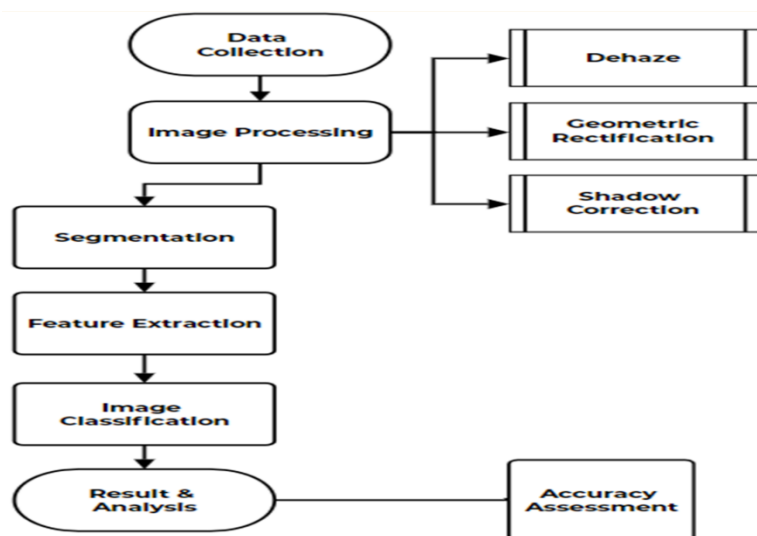 Data
Collection
Image Processing
Dehaze
Geometric
Rectification
Shadow
Correction
Segmentation
Feature Extraction
Image
Classification
Result &
Analysis
Accuracy
Assessment